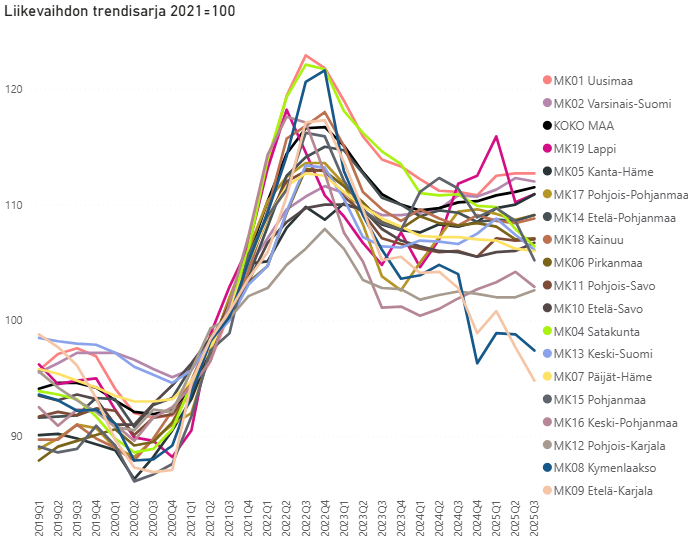 Liikevaihdon trendisarja 2021=100
120
110
100
90
MK01 Uusimaa
MK02 Varsinais-Suomi
KOKO MAA
MK19 Lappi
MK05 Kanta-Häme
MK17 Pohjois-Pohjanmaa
MK14 Etelä-Pohjanmaa
MK18 Kainuu
MK06 Pirkanmaa
MK11 Pohjois-Savo
MK10 Etelä-Savo
MK04 Satakunta
MK13 Keski-Suomi
MK07 Päijät-Häme
MK15 Pohjanmaa
MK16 Keski-Pohjanmaa
MK12 Pohjois-Karjala
MK08 Kymenlaakso
MK09 Etelä-Karjala
2019Q1
2019Q2
2019Q3
2019Q4
2020Q1
2020Q2
2020Q3
2020Q4
2021Q1
2021Q2
2021Q3
2021Q4
2022Q1
2022Q2
2022Q3
2022Q4
2023Q1
2023Q2
2023Q3
2023Q4
2024Q1
2024Q2
2024Q3
2024Q4
2025Q1
2025Q2
2025Q3